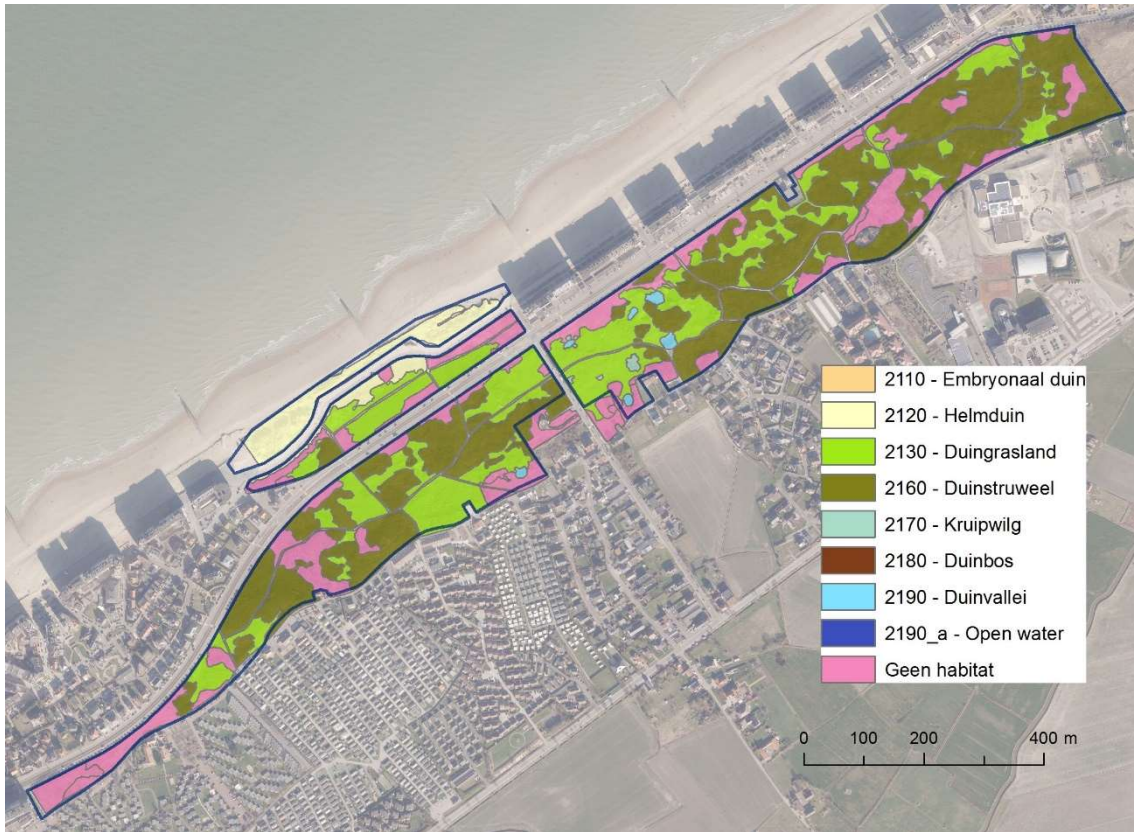 2110 - Embryonaal duin
2120 - Helmduin
2130 - Duingrasland
2160 - Duinstruweel
2170 - Kruipwilg
2180 - Duinbos
2190 - Duinvallei
2190_a - Open water
Geen habitat
0 100 200 400 m